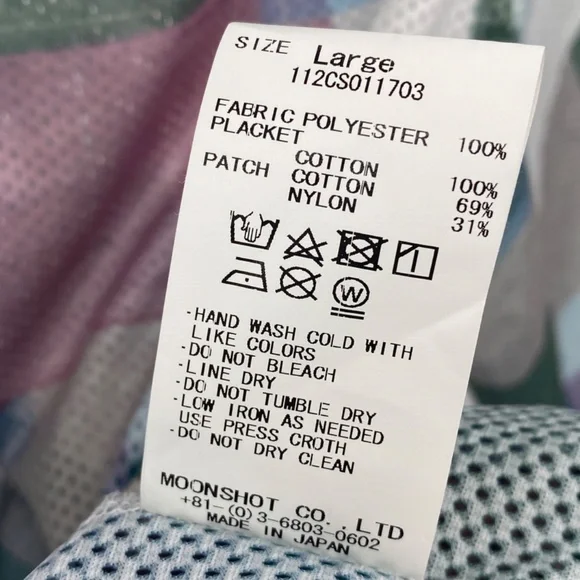 SIZE Large
112CS011703
FABRIC POLYESTER 100%
PLACKET
COTTON 100%
PATCH COTTON 69%
NYLON 31%
W
-HAND WASH COLD WITH
LIKE COLORS
-DO NOT BLEACH
-LINE DRY
-DO NOT TUMBLE DRY
-LOW IRON AS NEEDED
USE PRESS CROTH
-DO NOT DRY CLEAN
MOONSHOT CO.,LTD
+81-(0)3-6803-0602
MADE IN JAPAN